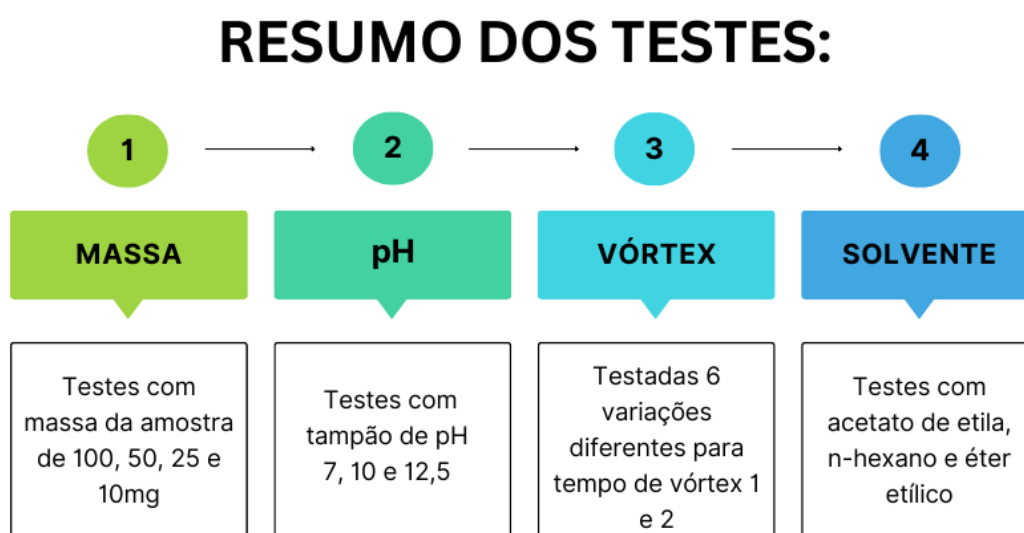 RESUMO DOS TESTES:
1
2
3
4
MASSA
pH
VÓRTEX
SOLVENTE
Testes com
massa da amostra
de 100, 50, 25 e
10mg
Testes com
tampão de pH
7, 10 e 12,5
Testadas 6
variações
diferentes para
tempo de vórtex 1
e 2
Testes com
acetato de etila,
n-hexano e éter
etílico